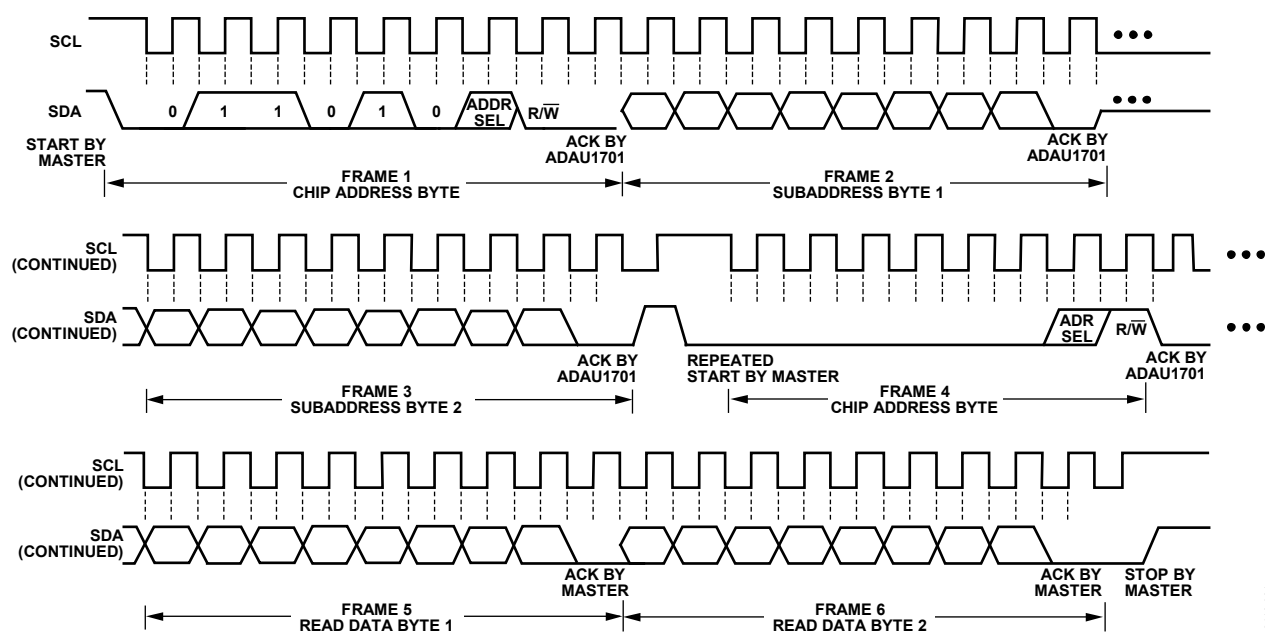 SCL
SDA
0 1 1 0 1 0 ADDR SEL R/W̅
START BY
MASTER
ACK BY
ADAU1701
ACK BY
ADAU1701
FRAME 1
CHIP ADDRESS BYTE
FRAME 2
SUBADDRESS BYTE 1
SCL
(CONTINUED)
SDA
(CONTINUED)
ADR
SEL
R/W̅
ACK BY
ADAU1701
REPEATED
START BY MASTER
ACK BY
ADAU1701
FRAME 3
SUBADDRESS BYTE 2
FRAME 4
CHIP ADDRESS BYTE
SCL
(CONTINUED)
SDA
(CONTINUED)
ACK BY
MASTER
ACK BY
MASTER
STOP BY
MASTER
FRAME 5
READ DATA BYTE 1
FRAME 6
READ DATA BYTE 2